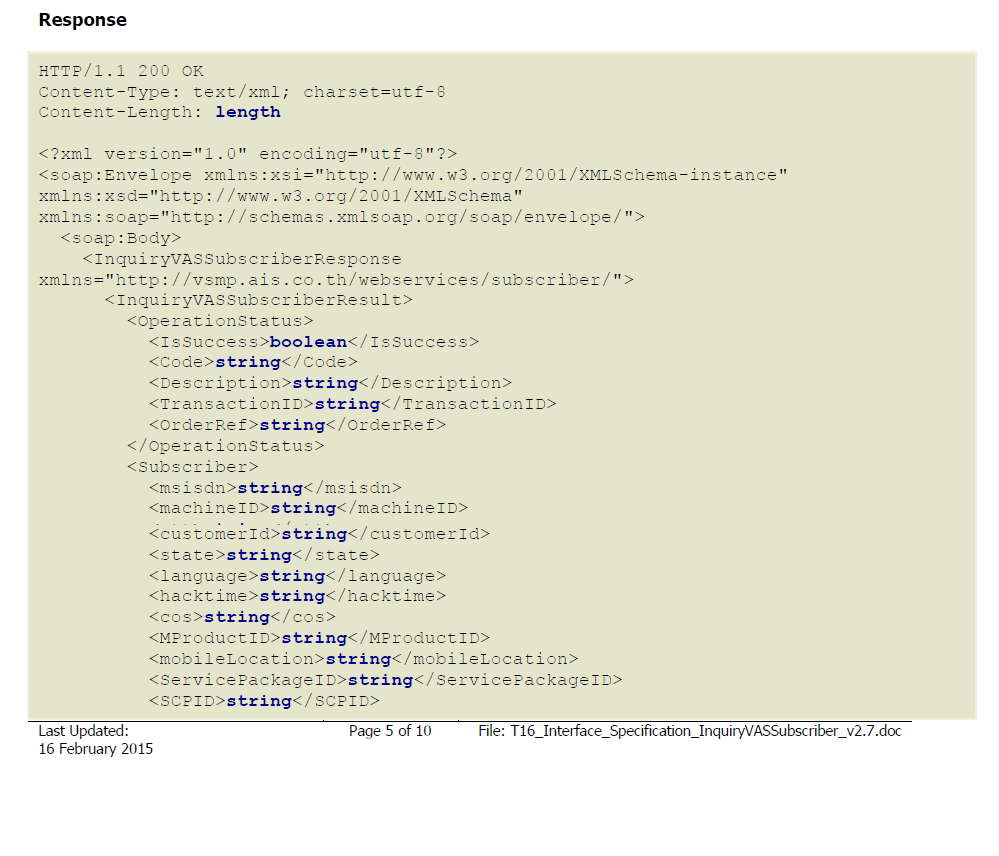 Response
HTTP/1.1 200 OK
Content-Type: text/xml; charset=utf-8
Content-Length: length
<?xml version="1.0" encoding="utf-8"?>
<soap:Envelope xmlns:xsi="http://www.w3.org/2001/XMLSchema-instance"
xmlns:xsd="http://www.w3.org/2001/XMLSchema"
xmlns:soap="http://schemas.xmlsoap.org/soap/envelope/">
<soap:Body>
<InquiryVASSubscriberResponse
xmlns="http://vsmp.ais.co.th/webservices/subscriber/">
<InquiryVASSubscriberResult>
<OperationStatus>
<IsSuccess>boolean</IsSuccess>
<Code>string</Code>
<Description>string</Description>
<TransactionID>string</TransactionID>
<OrderRef>string</OrderRef>
</OperationStatus>
<Subscriber>
<msisdn>string</msisdn>
<machineID>string</machineID>
<customerId>string</customerId>
<state>string</state>
<language>string</language>
<hacktime>string</hacktime>
<cos>string</cos>
<MProductID>string</MProductID>
<mobileLocation>string</mobileLocation>
<ServicePackageID>string</ServicePackageID>
<SCPID>string</SCPID>
Last Updated: Page 5 of 10 File: T16_Interface_Specification_InquiryVASSubscriber_v2.7.doc
16 February 2015